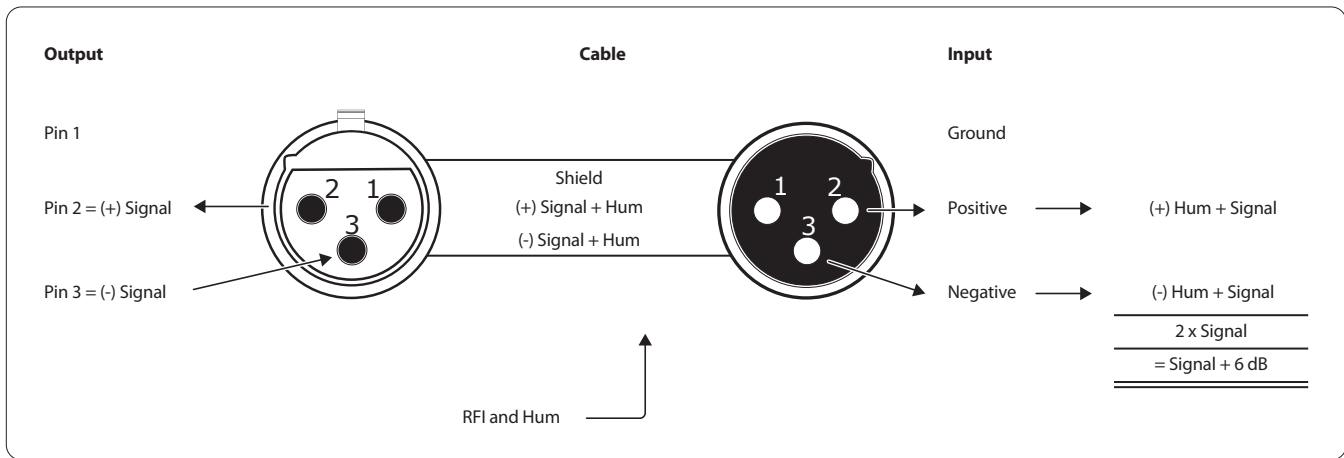 Output
Cable
Input
Pin 1
Ground
Shield
2 1
3
1 2
3
Pin 2 = (+) Signal
(+) Signal + Hum
Positive
(+) Hum + Signal
(-) Signal + Hum
Pin 3 = (-) Signal
Negative
(-) Hum + Signal
2 x Signal
= Signal + 6 dB
RFI and Hum